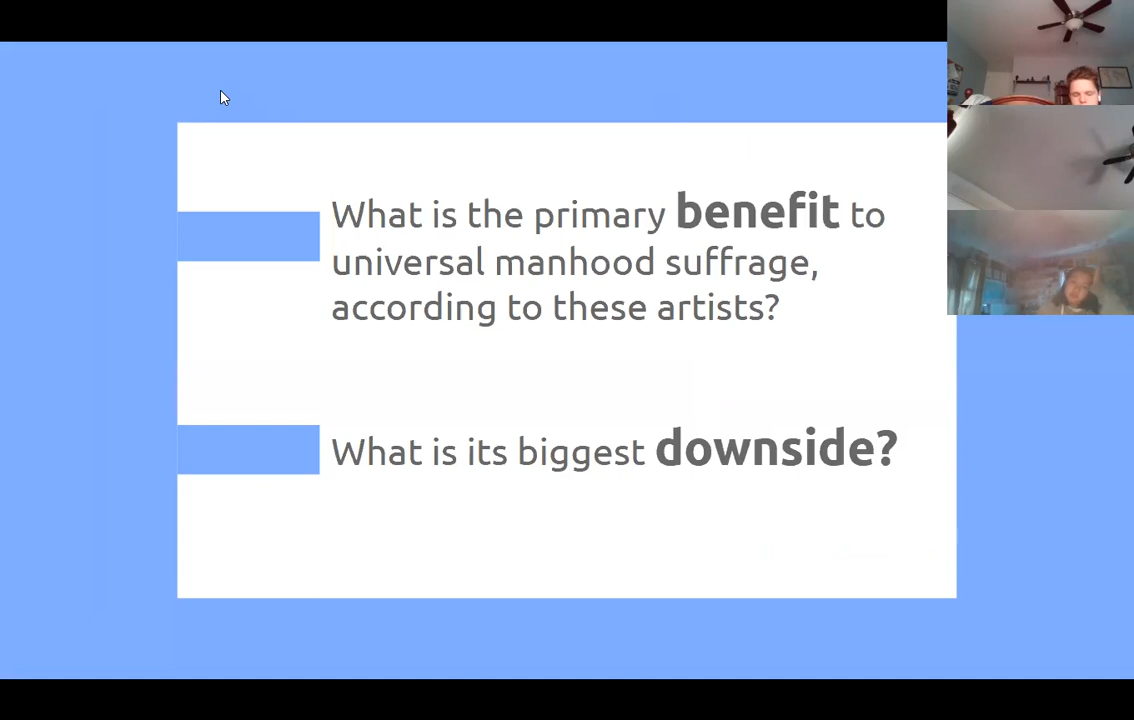 What is the primary benefit to
universal manhood suffrage,
according to these artists?
What is its biggest downside?